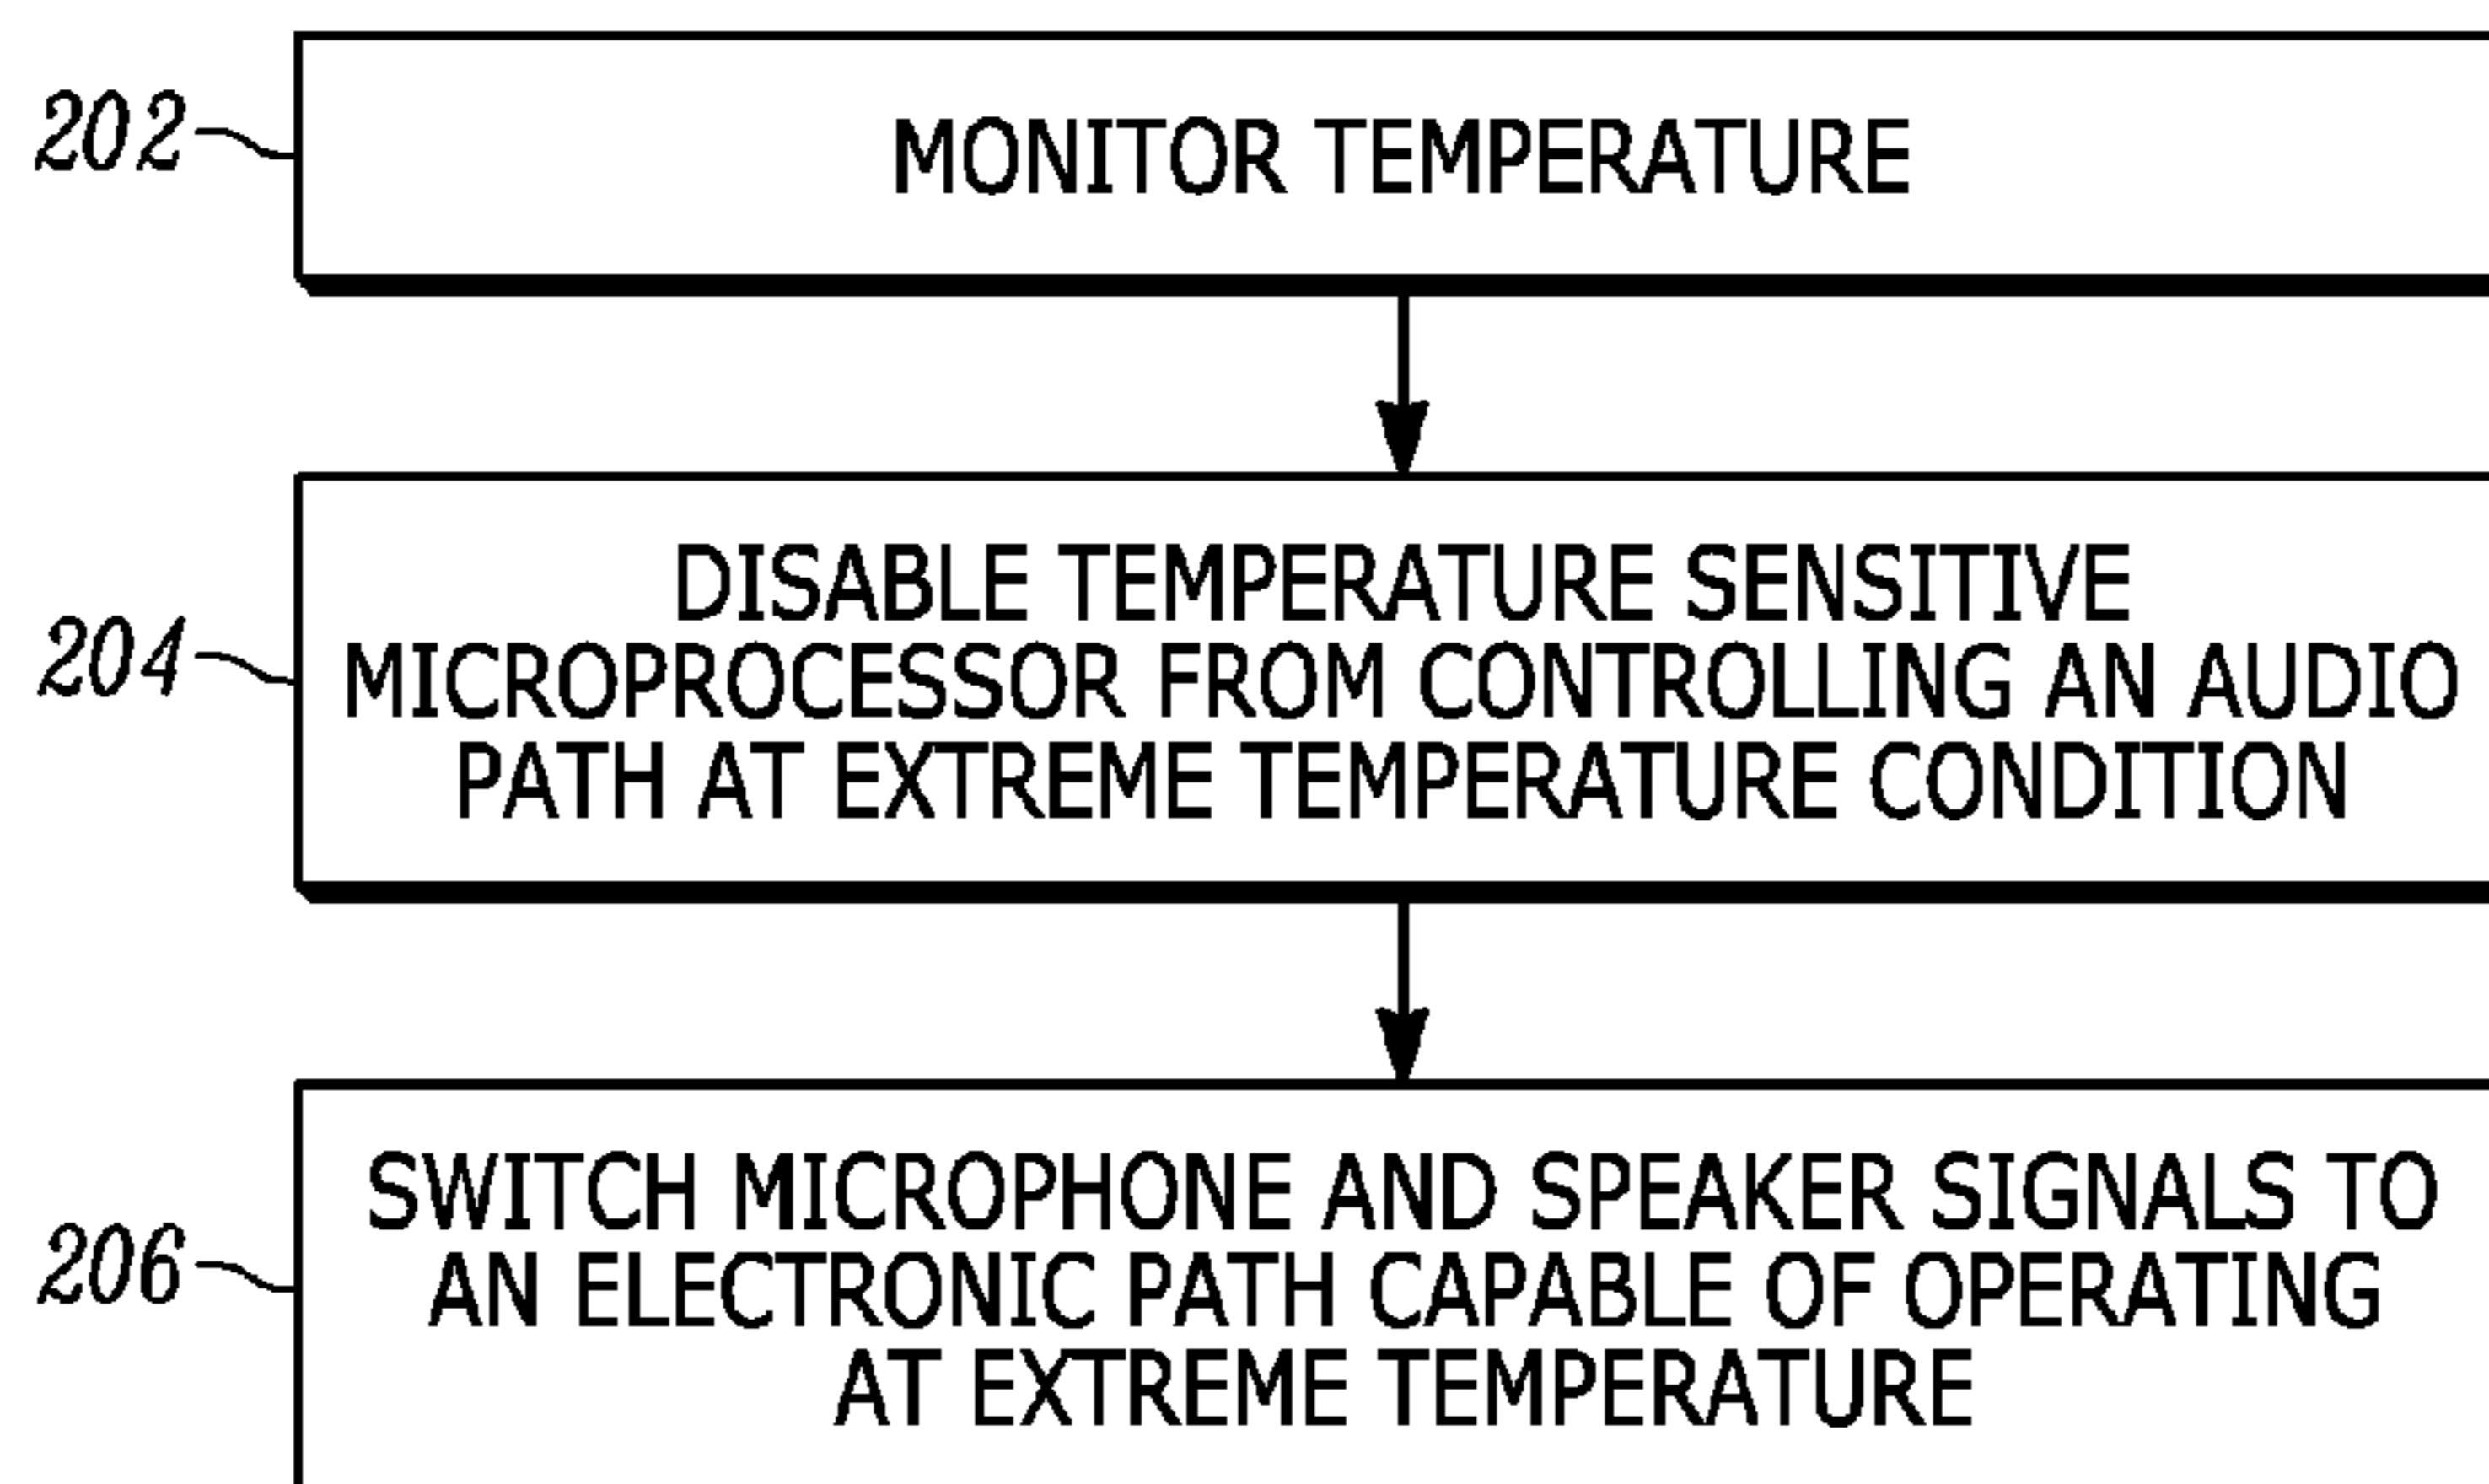 202
MONITOR TEMPERATURE
204
DISABLE TEMPERATURE SENSITIVE
MICROPROCESSOR FROM CONTROLLING AN AUDIO
PATH AT EXTREME TEMPERATURE CONDITION
206
SWITCH MICROPHONE AND SPEAKER SIGNALS TO
AN ELECTRONIC PATH CAPABLE OF OPERATING
AT EXTREME TEMPERATURE